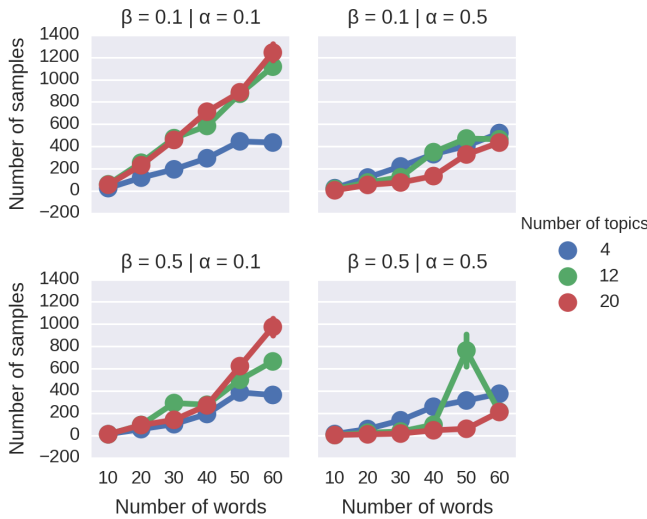 β = 0.1 | α = 0.1
β = 0.1 | α = 0.5
1400
1200
1000
800
600
400
200
0
−200
Number of samples
Number of topics
4
12
20
β = 0.5 | α = 0.1
β = 0.5 | α = 0.5
1400
1200
1000
800
600
400
200
0
−200
Number of samples
10 20 30 40 50 60
10 20 30 40 50 60
Number of words
Number of words